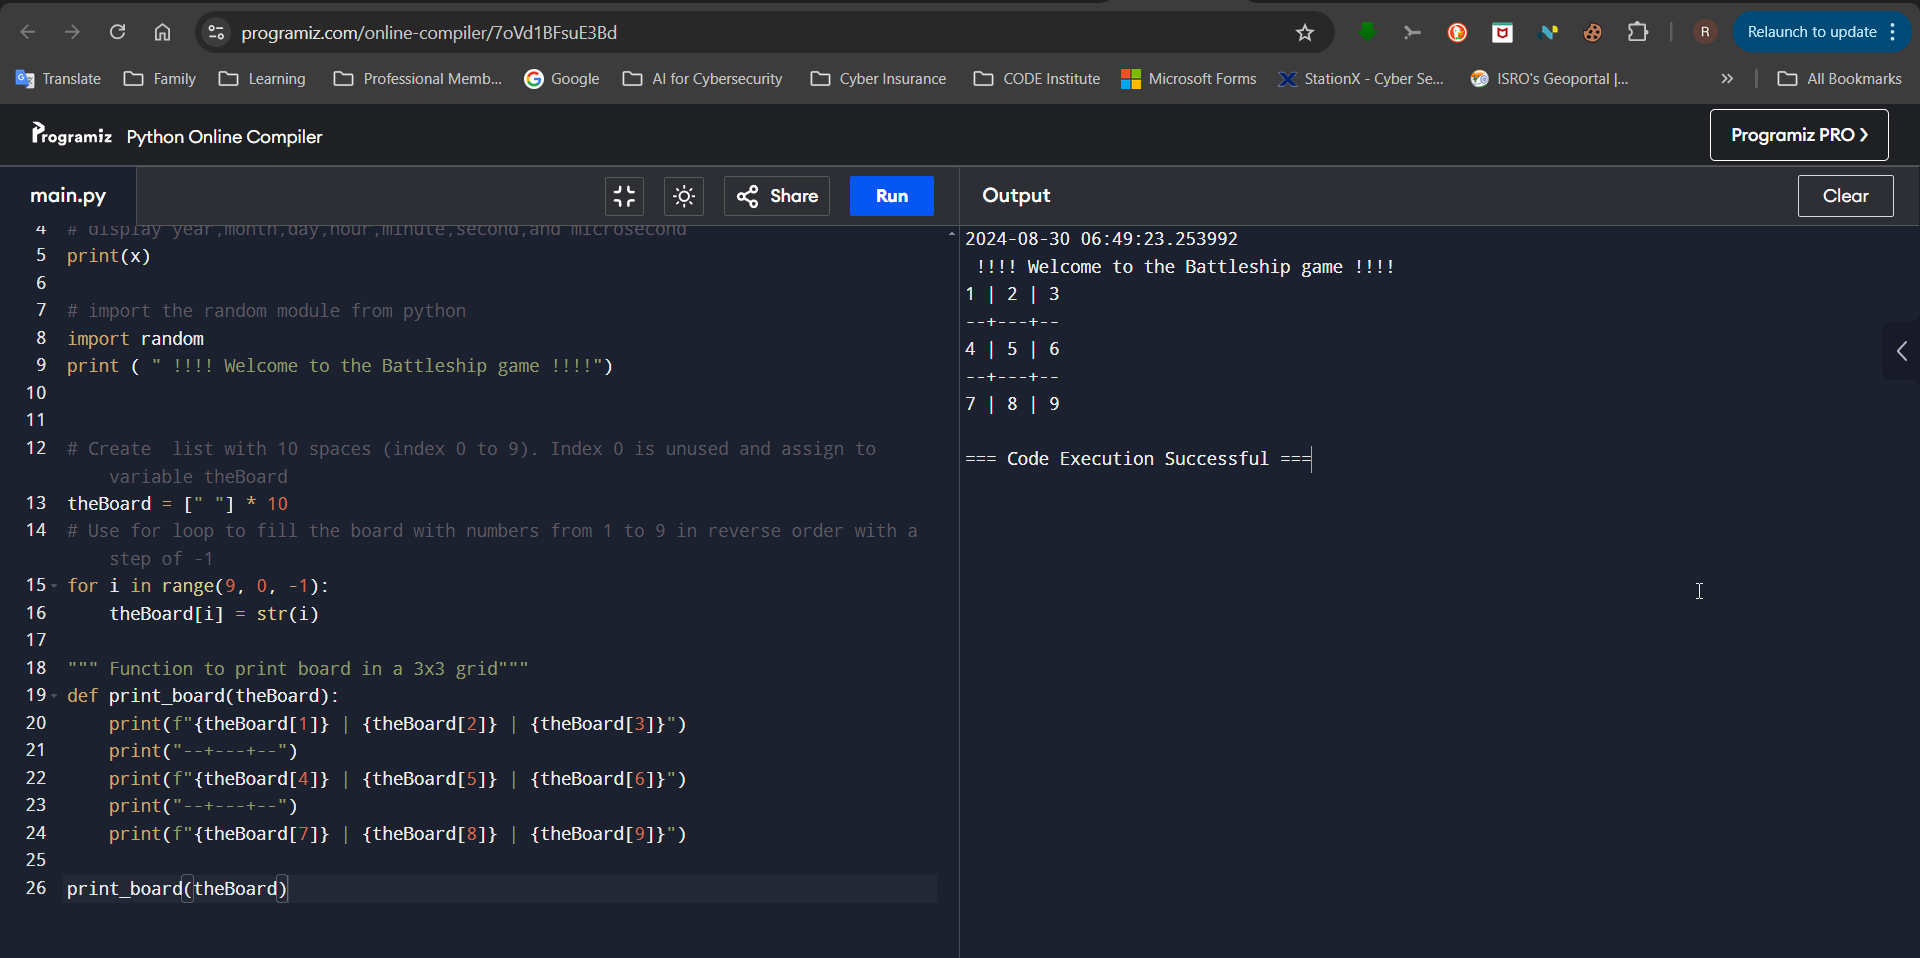 programiz.com/online-compiler/7oVd1BFsuE3Bd
R
Relaunch to update
Translate Family Learning Professional Memb... Google AI for Cybersecurity Cyber Insurance CODE Institute Microsoft Forms StationX - Cyber Se... ISRO's Geoportal |... » All Bookmarks
Programiz Python Online Compiler
Programiz PRO
main.py
Share
Run
Output
Clear
4 # display year,month,day,hour,minute,second,and microsecond
5 print(x)
6
7 # import the random module from python
8 import random
9 print ( " !!!! Welcome to the Battleship game !!!!")
10
11
12 # Create  list with 10 spaces (index 0 to 9). Index 0 is unused and assign to
variable theBoard
13 theBoard = [" "] * 10
14 # Use for loop to fill the board with numbers from 1 to 9 in reverse order with a
step of -1
15 for i in range(9, 0, -1):
16     theBoard[i] = str(i)
17
18 """ Function to print board in a 3x3 grid"""
19 def print_board(theBoard):
20     print(f"{theBoard[1]} | {theBoard[2]} | {theBoard[3]}")
21     print("--+---+--")
22     print(f"{theBoard[4]} | {theBoard[5]} | {theBoard[6]}")
23     print("--+---+--")
24     print(f"{theBoard[7]} | {theBoard[8]} | {theBoard[9]}")
25
26 print_board(theBoard)
2024-08-30 06:49:23.253992
 !!!! Welcome to the Battleship game !!!!
1 | 2 | 3
--+---+--
4 | 5 | 6
--+---+--
7 | 8 | 9
=== Code Execution Successful ===